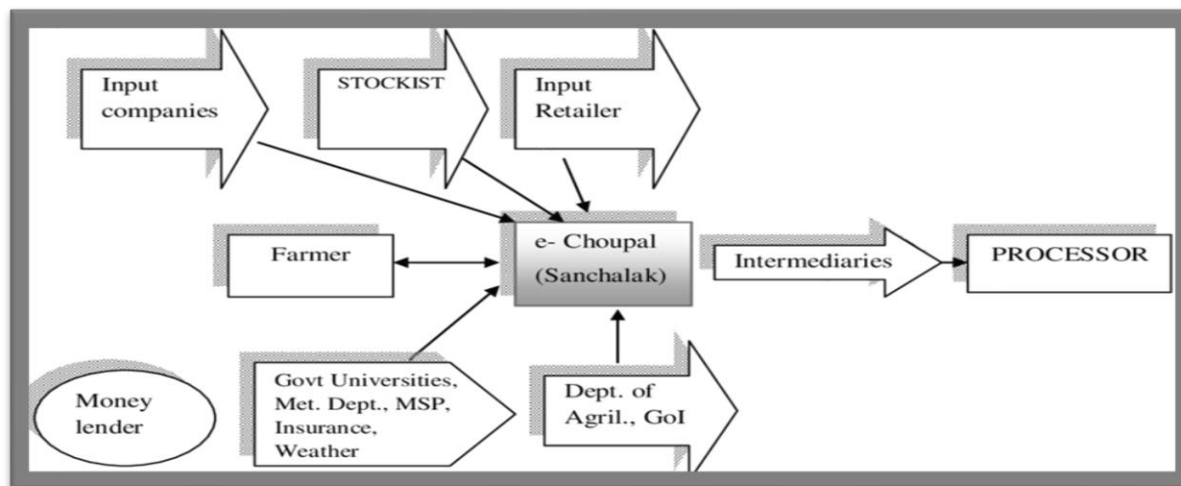 Input
companies
STOCKIST
Input
Retailer
Farmer
e- Choupal
(Sanchalak)
Intermediaries
PROCESSOR
Money
lender
Govt Universities,
Met. Dept., MSP,
Insurance,
Weather
Dept. of
Agril., GoI